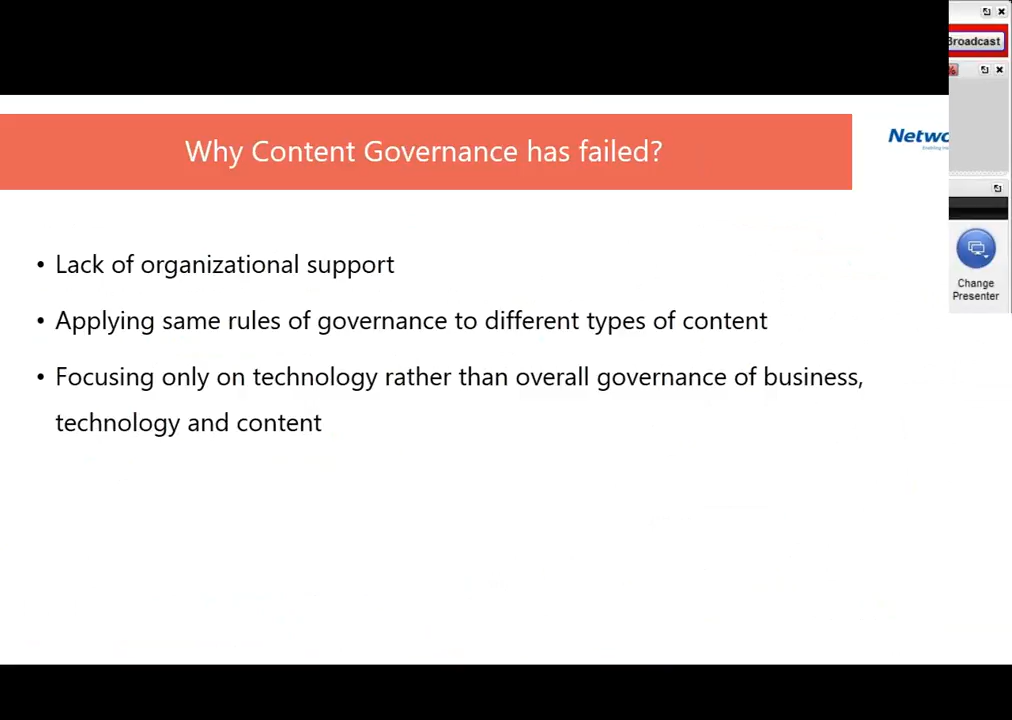 Broadcast
Why Content Governance has failed?
• Lack of organizational support
• Applying same rules of governance to different types of content
• Focusing only on technology rather than overall governance of business,
technology and content
Change
Presenter